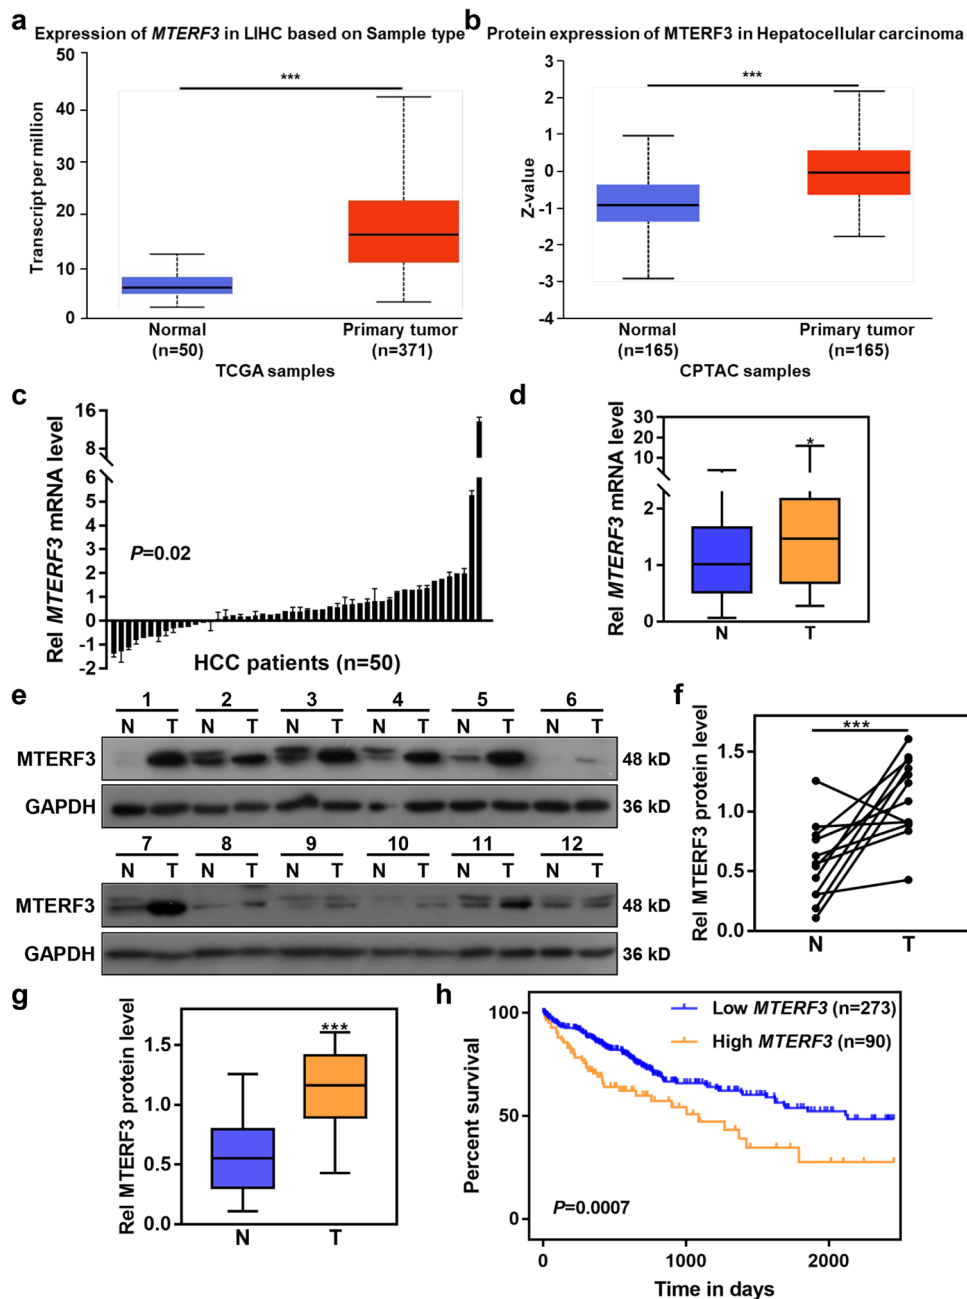 a
Expression of MTERF3 in LIHC based on Sample type
Transcript per million
50
40
30
20
10
0
***
Normal
(n=50)
Primary tumor
(n=371)
TCGA samples
b
Protein expression of MTERF3 in Hepatocellular carcinoma
Z-value
3
2
1
0
-1
-2
-3
-4
***
Normal
(n=165)
Primary tumor
(n=165)
CPTAC samples
c
Rel MTERF3 mRNA level
16
8
6
5
4
3
2
1
0
-1
-2
P=0.02
HCC patients (n=50)
d
Rel MTERF3 mRNA level
30
20
10
2
1
0
*
N T
e
1 2 3 4 5 6
N T N T N T N T N T N T
MTERF3 48 kD
GAPDH 36 kD
7 8 9 10 11 12
N T N T N T N T N T N T
MTERF3 48 kD
GAPDH 36 kD
f
Rel MTERF3 protein level
1.5
1.0
0.5
0.0
***
N T
g
Rel MTERF3 protein level
1.5
1.0
0.5
0.0
***
N T
h
Percent survival
100
50
0
Low MTERF3 (n=273)
High MTERF3 (n=90)
P=0.0007
0 1000 2000
Time in days